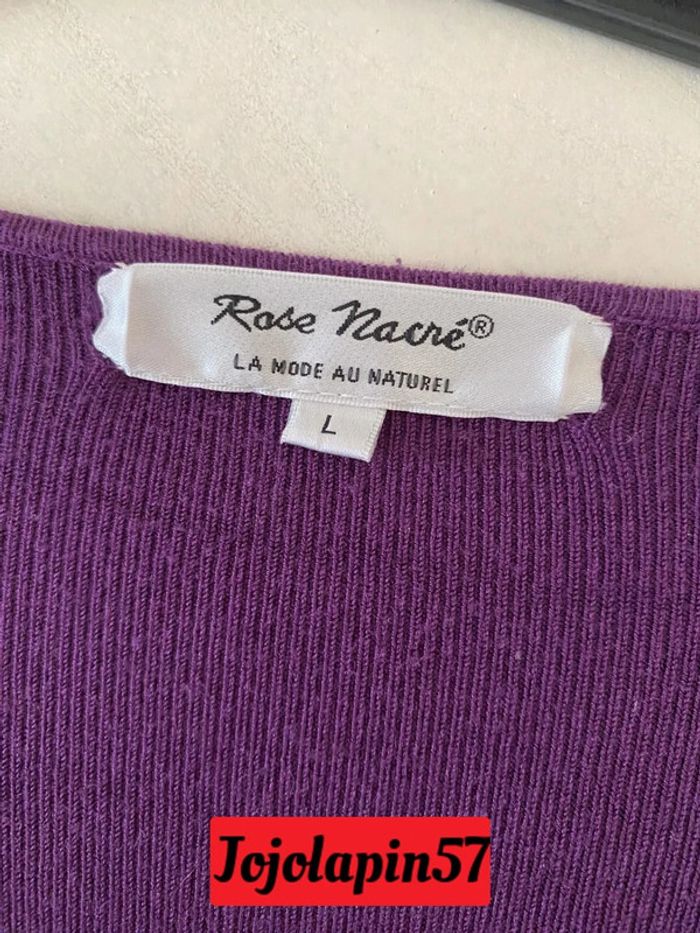 Rose Nacré®
LA MODE AU NATUREL
L
Jojolapin57